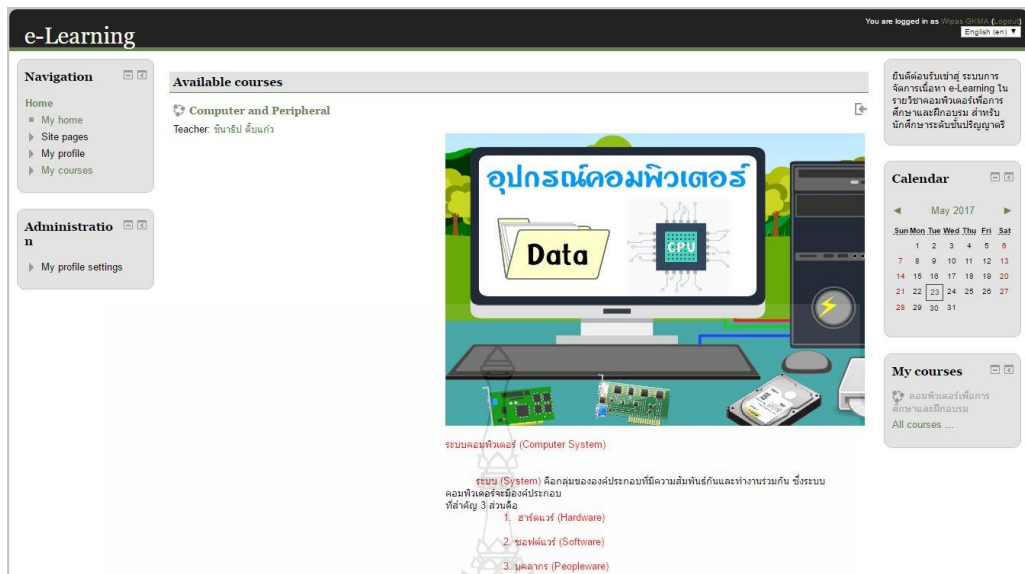 e-Learning
You are logged in as Wipas GKMA (Logout)
English (en)
Navigation
Home
My home
Site pages
My profile
My courses
Administratio
n
My profile settings
Available courses
Computer and Peripheral
Teacher: ชินาธิป ตื้บแก้ว
อุปกรณ์คอมพิวเตอร์
Data
CPU
ระบบคอมพิวเตอร์ (Computer System)
ระบบ (System) คือกลุ่มขององค์ประกอบที่มีความสัมพันธ์กันและทำงานร่วมกัน ซึ่งระบบ
คอมพิวเตอร์จะมีองค์ประกอบ
ที่สำคัญ 3 ส่วนคือ
1. ฮาร์ดแวร์ (Hardware)
2. ซอฟต์แวร์ (Software)
3. บุคลากร (Peopleware)
ยินดีต้อนรับเข้าสู่ ระบบการ
จัดการเนื้อหา e-Learning ใน
รายวิชาคอมพิวเตอร์เพื่อการ
ศึกษาและฝึกอบรม สำหรับ
นักศึกษาระดับชั้นปริญญาตรี
Calendar
May 2017
Sun Mon Tue Wed Thu Fri Sat
1 2 3 4 5 6
7 8 9 10 11 12 13
14 15 16 17 18 19 20
21 22 23 24 25 26 27
28 29 30 31
My courses
คอมพิวเตอร์เพื่อการ
ศึกษาและฝึกอบรม
All courses ...